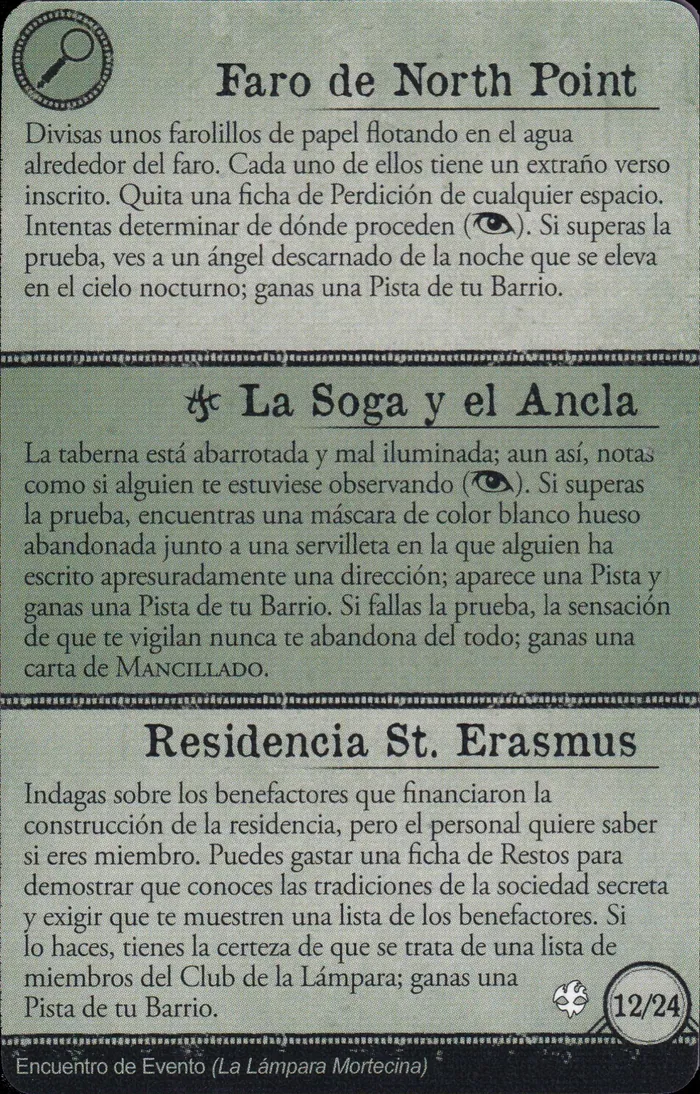 Faro de North Point
Divisas unos farolillos de papel flotando en el agua
alrededor del faro. Cada uno de ellos tiene un extraño verso
inscrito. Quita una ficha de Perdición de cualquier espacio.
Intentas determinar de dónde proceden (). Si superas la
prueba, ves a un ángel descarnado de la noche que se eleva
en el cielo nocturno; ganas una Pista de tu Barrio.
La Soga y el Ancla
La taberna está abarrotada y mal iluminada; aun así, notas
como si alguien te estuviese observando (). Si superas
la prueba, encuentras una máscara de color blanco hueso
abandonada junto a una servilleta en la que alguien ha
escrito apresuradamente una dirección; aparece una Pista y
ganas una Pista de tu Barrio. Si fallas la prueba, la sensación
de que te vigilan nunca te abandona del todo; ganas una
carta de MANCILLADO.
Residencia St. Erasmus
Indagas sobre los benefactores que financiaron la
construcción de la residencia, pero el personal quiere saber
si eres miembro. Puedes gastar una ficha de Restos para
demostrar que conoces las tradiciones de la sociedad secreta
y exigir que te muestren una lista de los benefactores. Si
lo haces, tienes la certeza de que se trata de una lista de
miembros del Club de la Lámpara; ganas una
Pista de tu Barrio.
12/24
Encuentro de Evento (La Lámpara Mortecina)